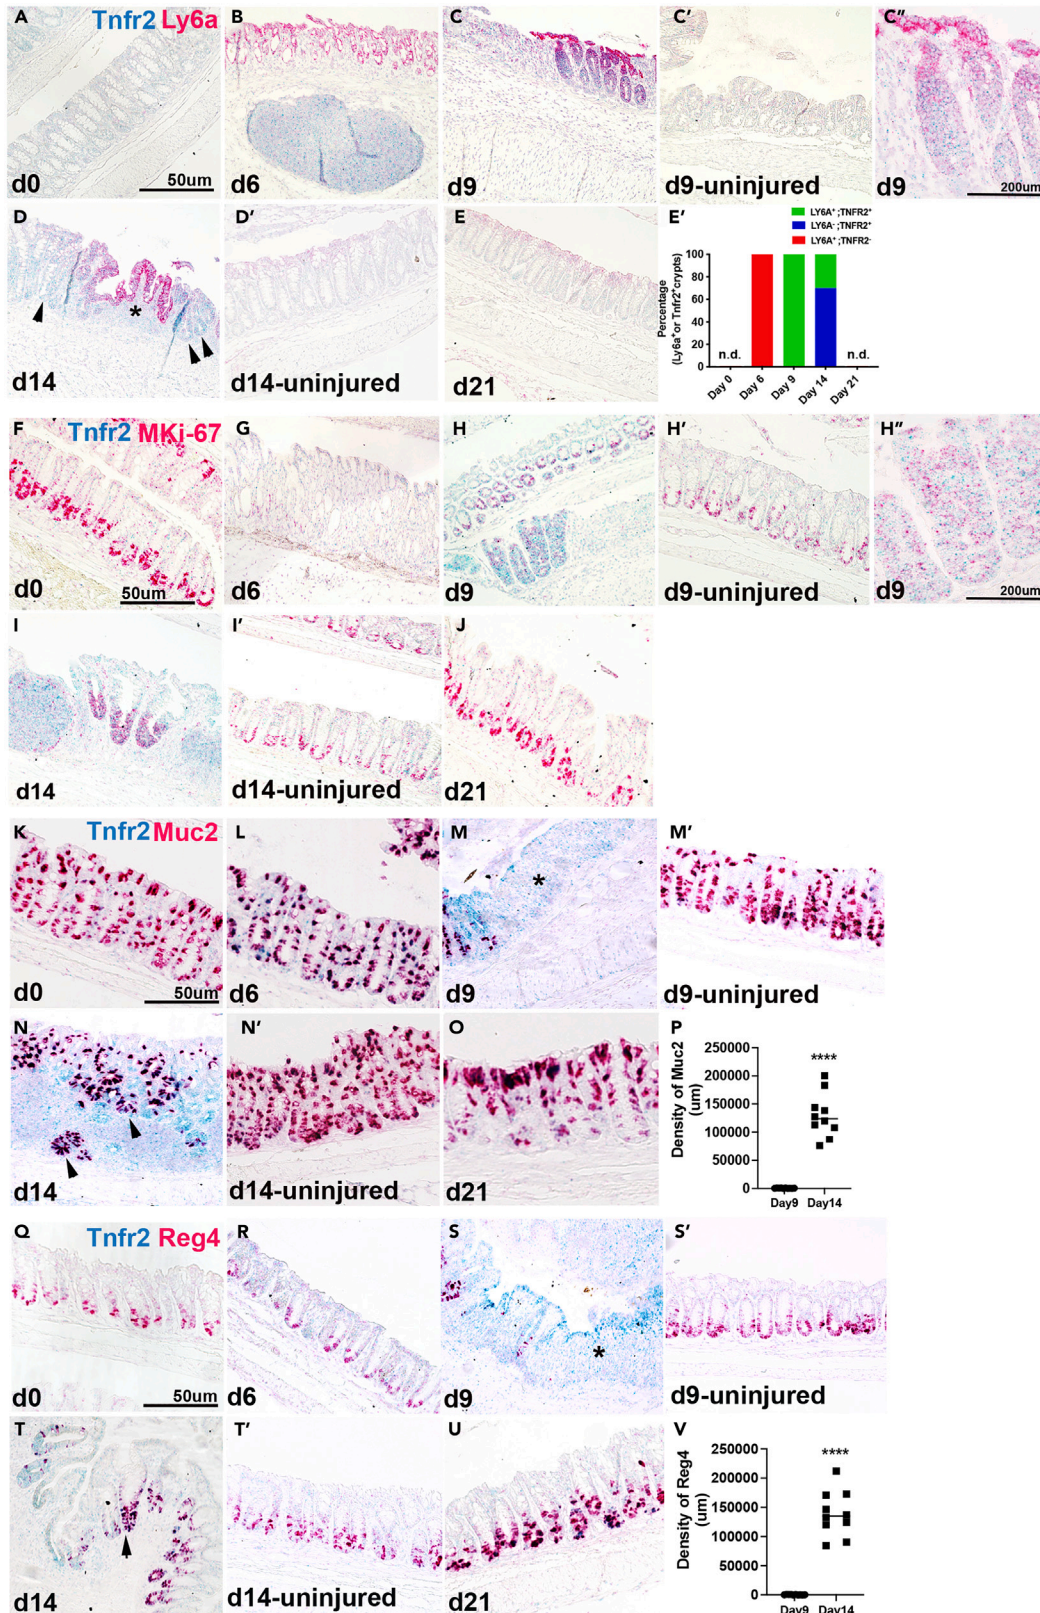 A Tnfr2 Ly6a
d0
50um
B
d6
C
d9
C'
d9-uninjured
C"
d9
200um
D
*
d14
D'
d14-uninjured
E
d21
E'
LY6A+;TNFR2+
LY6A-;TNFR2+
LY6A+;TNFR2-
Percentage
(Ly6a+or Tnfr2+crypts)
100
80
60
40
20
0
n.d.
n.d.
Day 0
Day 6
Day 9
Day 14
Day 21
F Tnfr2 MKi-67
d0
50um
G
d6
H
d9
H'
d9-uninjured
H"
d9
200um
I
d14
I'
d14-uninjured
J
d21
K Tnfr2 Muc2
d0
50um
L
d6
M
*
d9
M'
d9-uninjured
N
d14
N'
d14-uninjured
O
d21
P
Density of Muc2
(um)
250000
200000
150000
100000
50000
0
****
Day9 Day14
Q Tnfr2 Reg4
d0
50um
R
d6
S
*
d9
S'
d9-uninjured
T
d14
T'
d14-uninjured
U
d21
V
Density of Reg4
(um)
250000
200000
150000
100000
50000
0
****
Day9 Day14